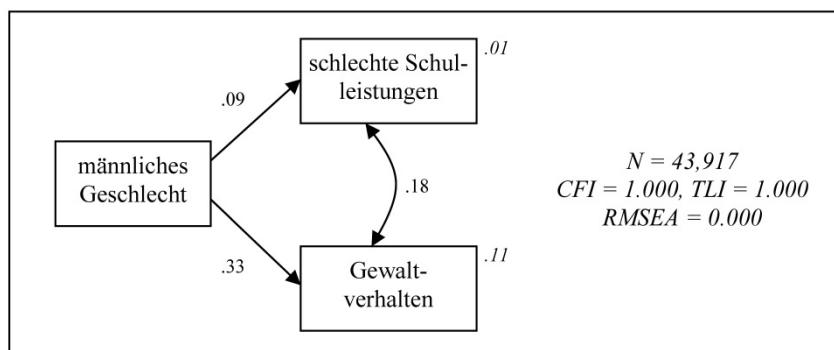 .01
schlechte Schul-
leistungen
.09
männliches
Geschlecht
.18
N = 43,917
CFI = 1.000, TLI = 1.000
RMSEA = 0.000
.33
.11
Gewalt-
verhalten